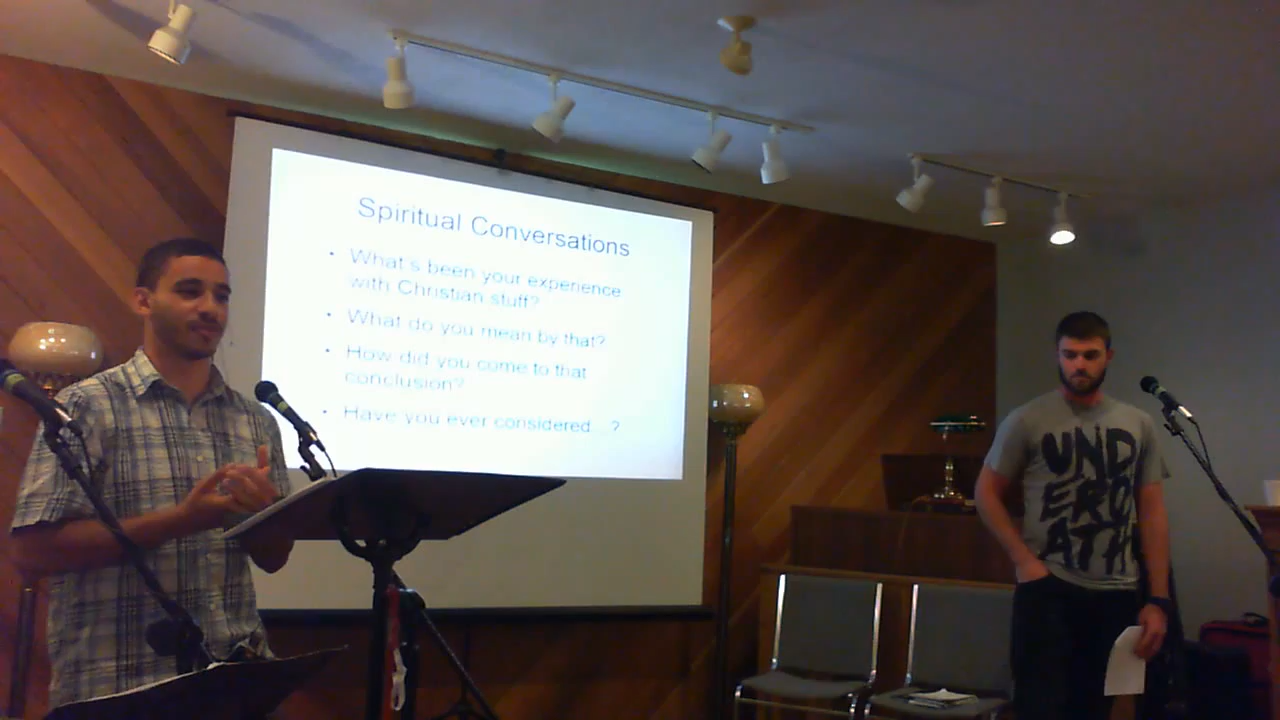 Spiritual Conversations
• What's been your experience
with Christian stuff?
• What do you mean by that?
• How did you come to that
conclusion?
• Have you ever considered...?
UND
ERO
ATH